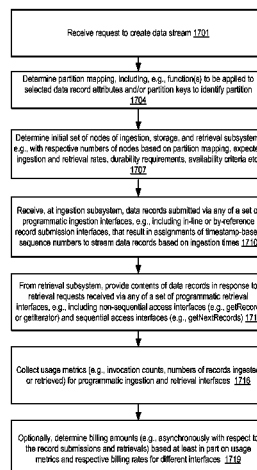 Receive request to create data stream 1701
Determine partition mapping, including, e.g., function(s) to be applied to
selected data record attributes and/or partition keys to identify partition
1704
Determine initial set of nodes of ingestion, storage, and retrieval subsystem
e.g., with respective numbers of nodes based on partition mapping, expecte
ingestion and retrieval rates, durability requirements, availability criteria etc
1707
Receive, at ingestion subsystem, data records submitted via any of a set o
programmatic ingestion interfaces, e.g., including in-line or by-reference
record submission interfaces, that result in assignments of timestamp-base
sequence numbers to stream data records based on ingestion times 1710
From retrieval subsystem, provide contents of data records in response to
retrieval requests received via any of a set of programmatic retrieval
interfaces, e.g., including non-sequential access interfaces (e.g., getRecor
or getIterator) and sequential access interfaces (e.g., getNextRecords) 171
Collect usage metrics (e.g., invocation counts, numbers of records ingeste
or retrieved) for programmatic ingestion and retrieval interfaces 1716
Optionally, determine billing amounts (e.g., asynchronously with respect to
the record submissions and retrievals) based at least in part on usage
metrics and respective billing rates for different interfaces 1719